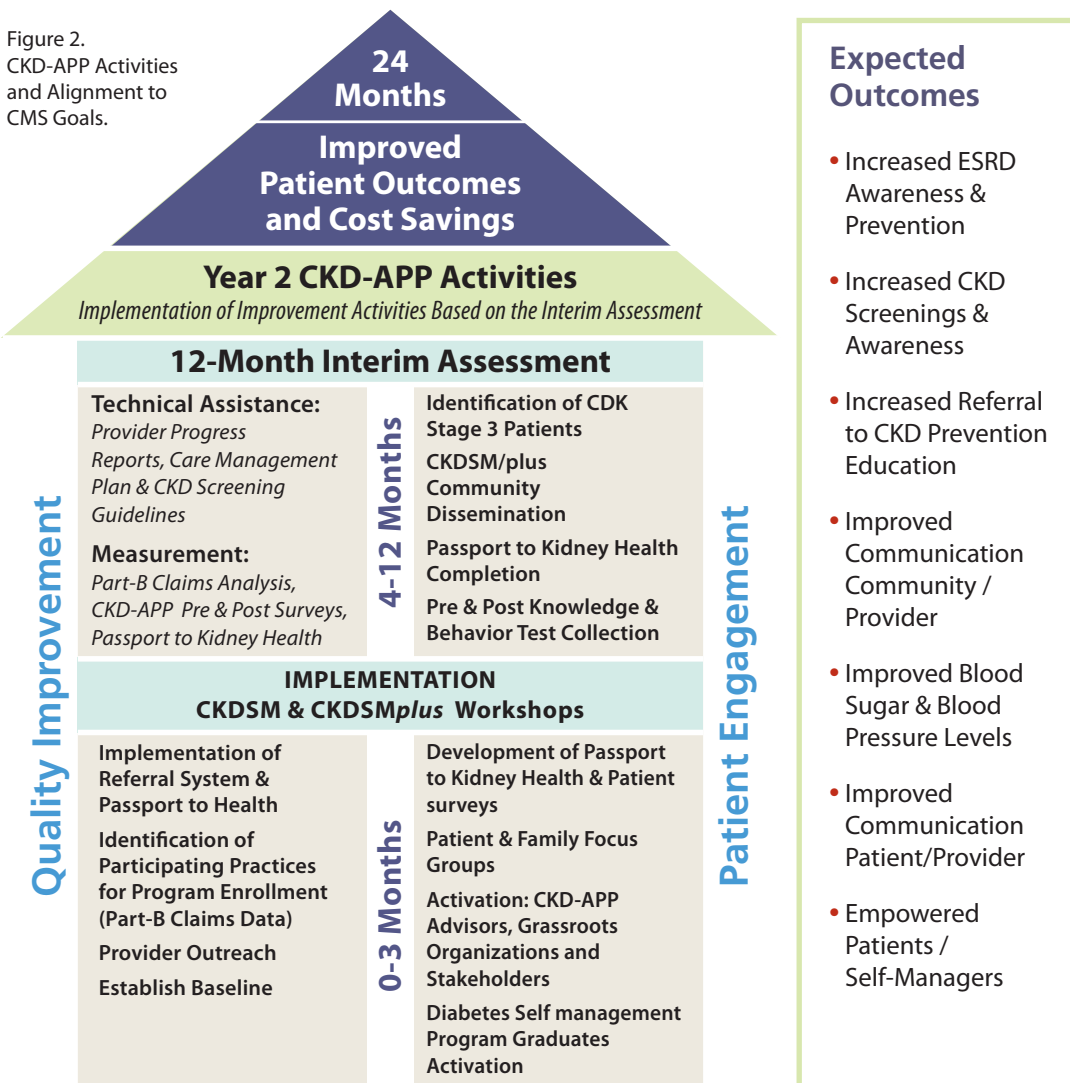 Figure 2.
CKD-APP Activities
and Alignment to
CMS Goals.
24
Months
Improved
Patient Outcomes
and Cost Savings
Year 2 CKD-APP Activities
Implementation of Improvement Activities Based on the Interim Assessment
12-Month Interim Assessment
Quality Improvement
Technical Assistance:
Provider Progress
Reports, Care Management
Plan & CKD Screening
Guidelines
Measurement:
Part-B Claims Analysis,
CKD-APP Pre & Post Surveys,
Passport to Kidney Health
4-12 Months
Identification of CDK
Stage 3 Patients
CKDSM/plus
Community
Dissemination
Passport to Kidney Health
Completion
Pre & Post Knowledge &
Behavior Test Collection
Patient Engagement
IMPLEMENTATION
CKDSM & CKDSMplus Workshops
Implementation of
Referral System &
Passport to Health
Identification of
Participating Practices
for Program Enrollment
(Part-B Claims Data)
Provider Outreach
Establish Baseline
0-3 Months
Development of Passport
to Kidney Health & Patient
surveys
Patient & Family Focus
Groups
Activation: CKD-APP
Advisors, Grassroots
Organizations and
Stakeholders
Diabetes Self management
Program Graduates
Activation
Expected
Outcomes
• Increased ESRD
Awareness &
Prevention
• Increased CKD
Screenings &
Awareness
• Increased Referral
to CKD Prevention
Education
• Improved
Communication
Community /
Provider
• Improved Blood
Sugar & Blood
Pressure Levels
• Improved
Communication
Patient/Provider
• Empowered
Patients /
Self-Managers